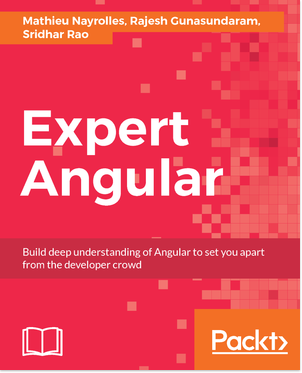 Mathieu Nayrolles, Rajesh Gunasundaram,
Sridhar Rao
Expert
Angular
Build deep understanding of Angular to set you apart
from the developer crowd
Packt>